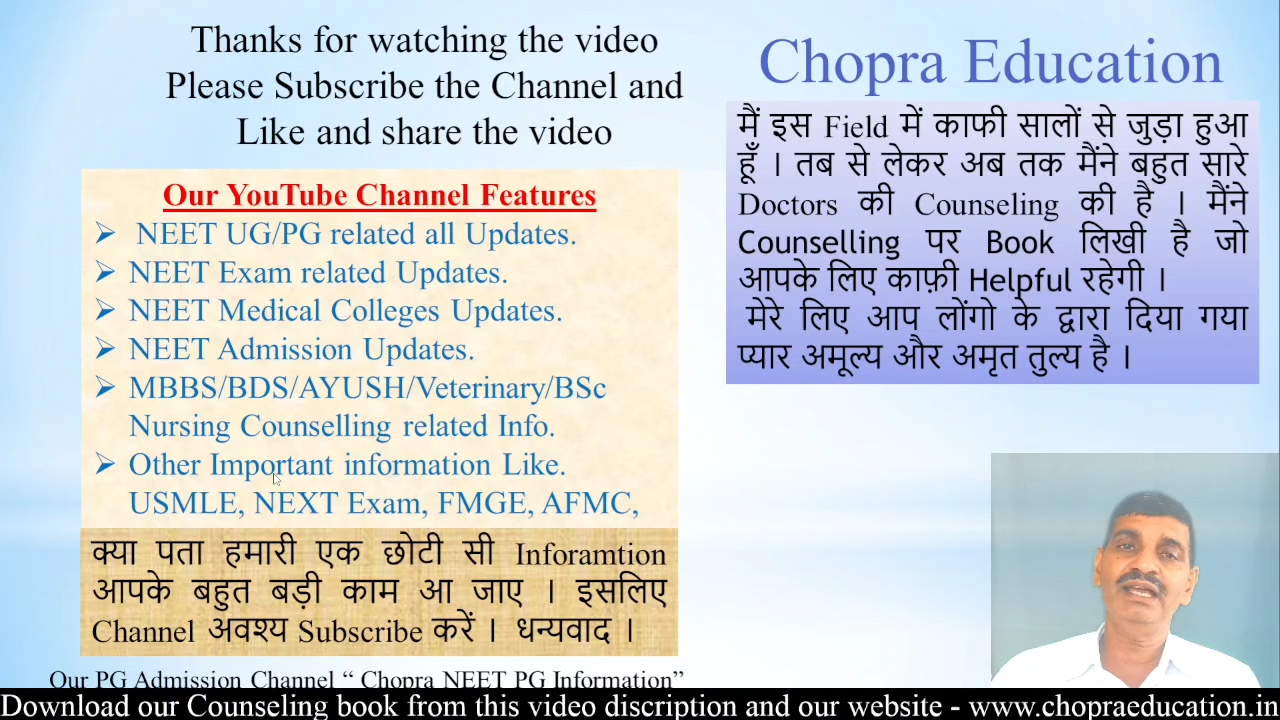 Thanks for watching the video
Please Subscribe the Channel and
Like and share the video
Our YouTube Channel Features
➢ NEET UG/PG related all Updates.
➢ NEET Exam related Updates.
➢ NEET Medical Colleges Updates.
➢ NEET Admission Updates.
➢ MBBS/BDS/AYUSH/Veterinary/BSc
Nursing Counselling related Info.
➢ Other Important information Like.
USMLE, NEXT Exam, FMGE, AFMC,
क्या पता हमारी एक छोटी सी Inforamtion
आपके बहुत बड़ी काम आ जाए । इसलिए
Channel अवश्य Subscribe करें । धन्यवाद ।
Our PG Admission Channel “ Chopra NEET PG Information”
Chopra Education
मैं इस Field में काफी सालों से जुड़ा हुआ
हूँ । तब से लेकर अब तक मैंने बहुत सारे
Doctors की Counseling की है । मैंने
Counselling पर Book लिखी है जो
आपके लिए काफ़ी Helpful रहेगी ।
मेरे लिए आप लोंगो के द्वारा दिया गया
प्यार अमूल्य और अमृत तुल्य है ।
Download our Counseling book from this video discription and our website - www.chopraeducation.in